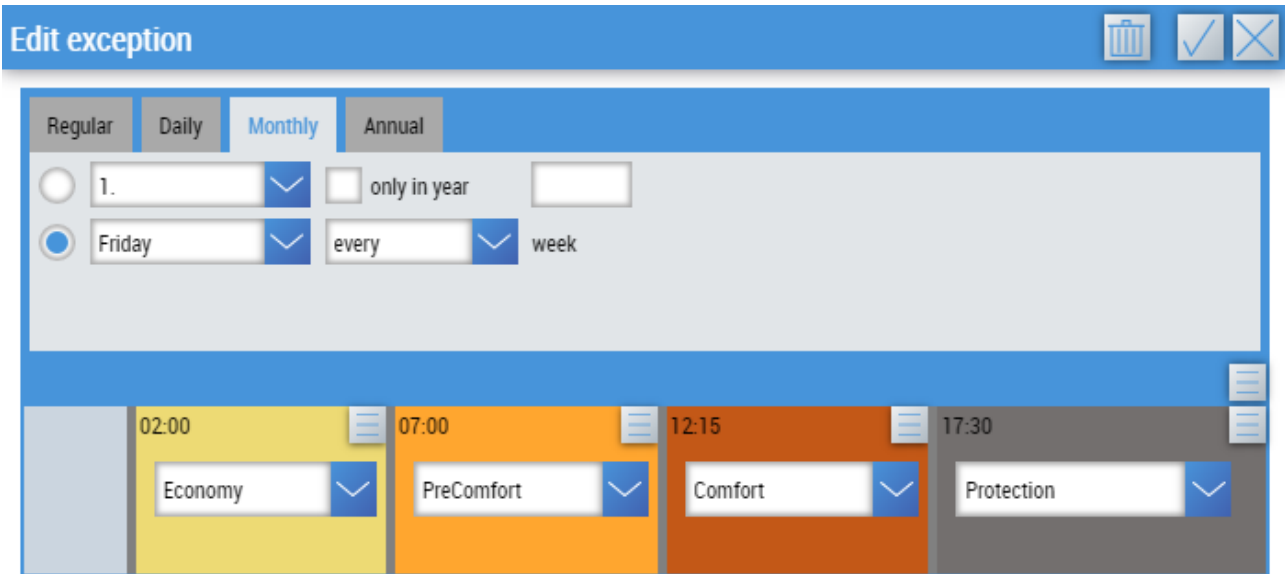 Edit exception
Regular Daily Monthly Annual
1. only in year
Friday every week
02:00 07:00 12:15 17:30
Economy PreComfort Comfort Protection